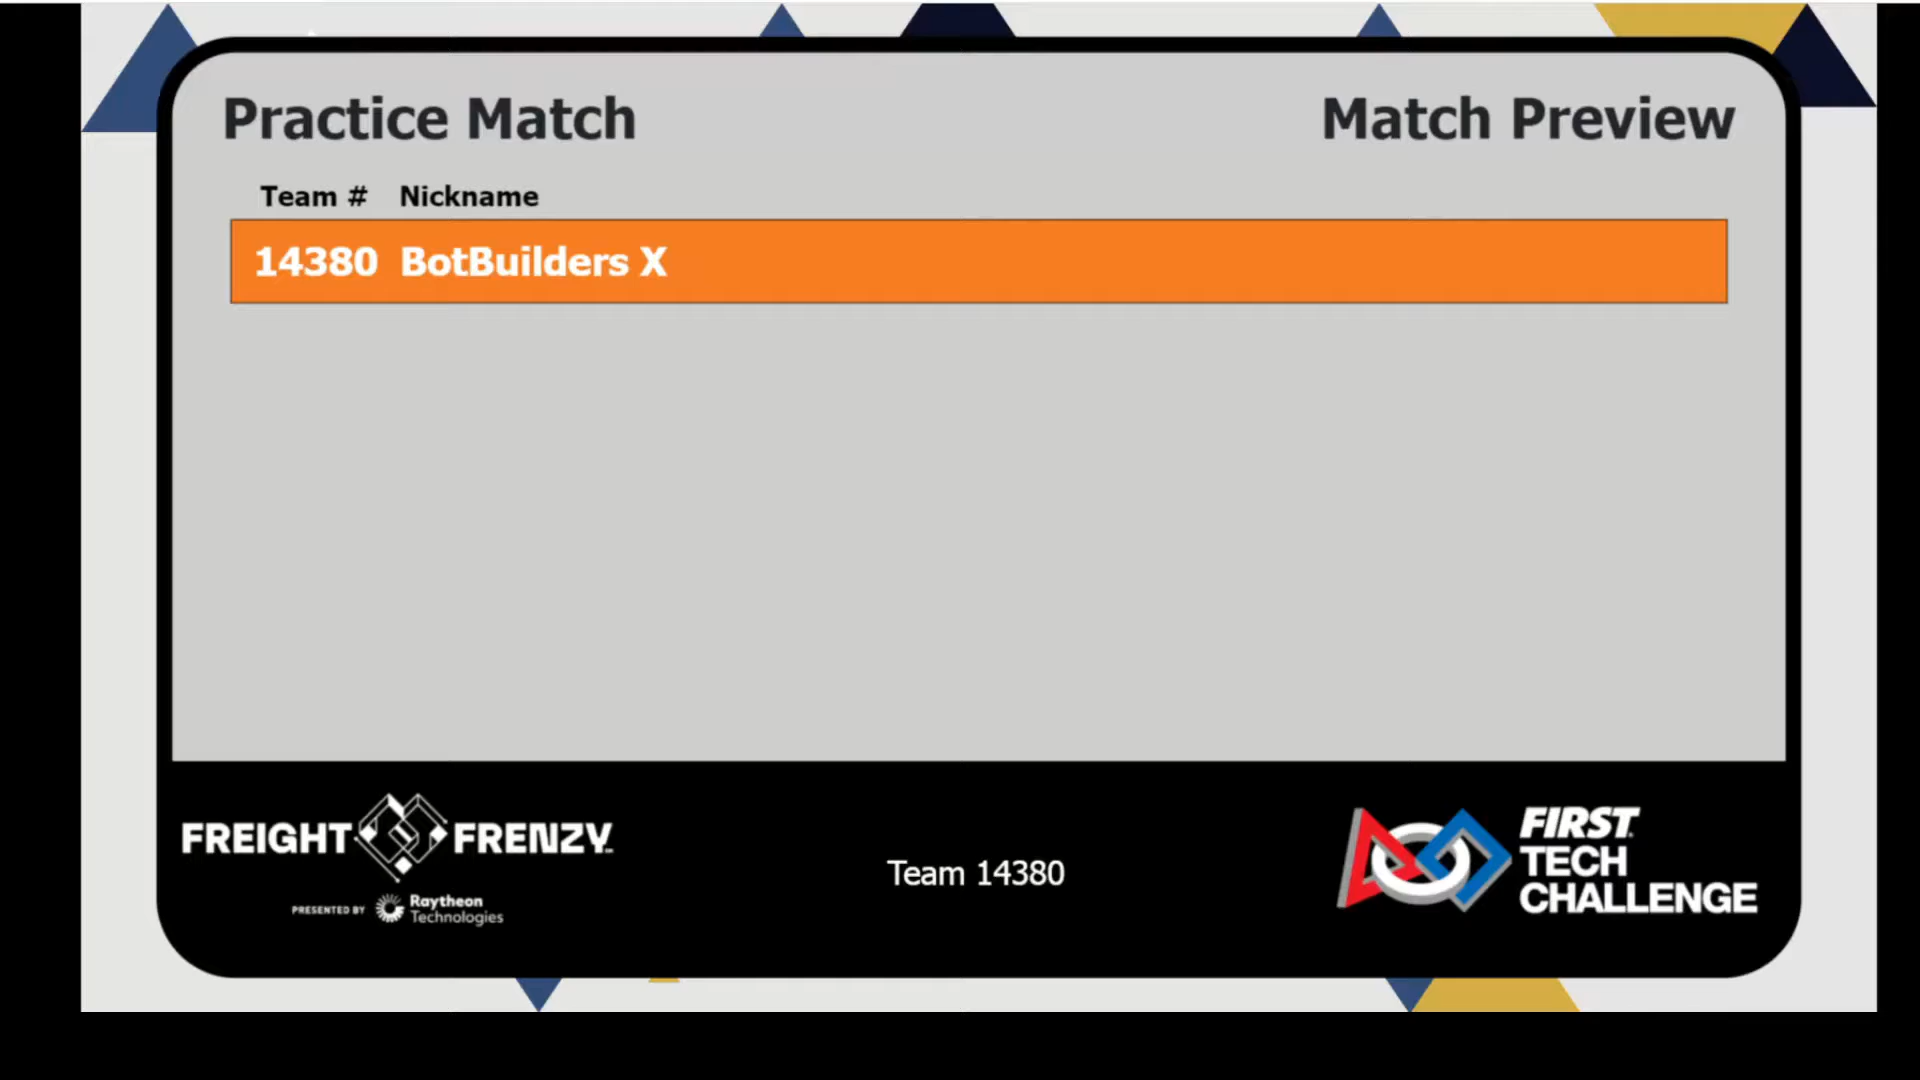 Practice Match
Match Preview
Team # Nickname
14380 BotBuilders X
FREIGHT FRENZY
PRESENTED BY Raytheon Technologies
Team 14380
FIRST
TECH
CHALLENGE